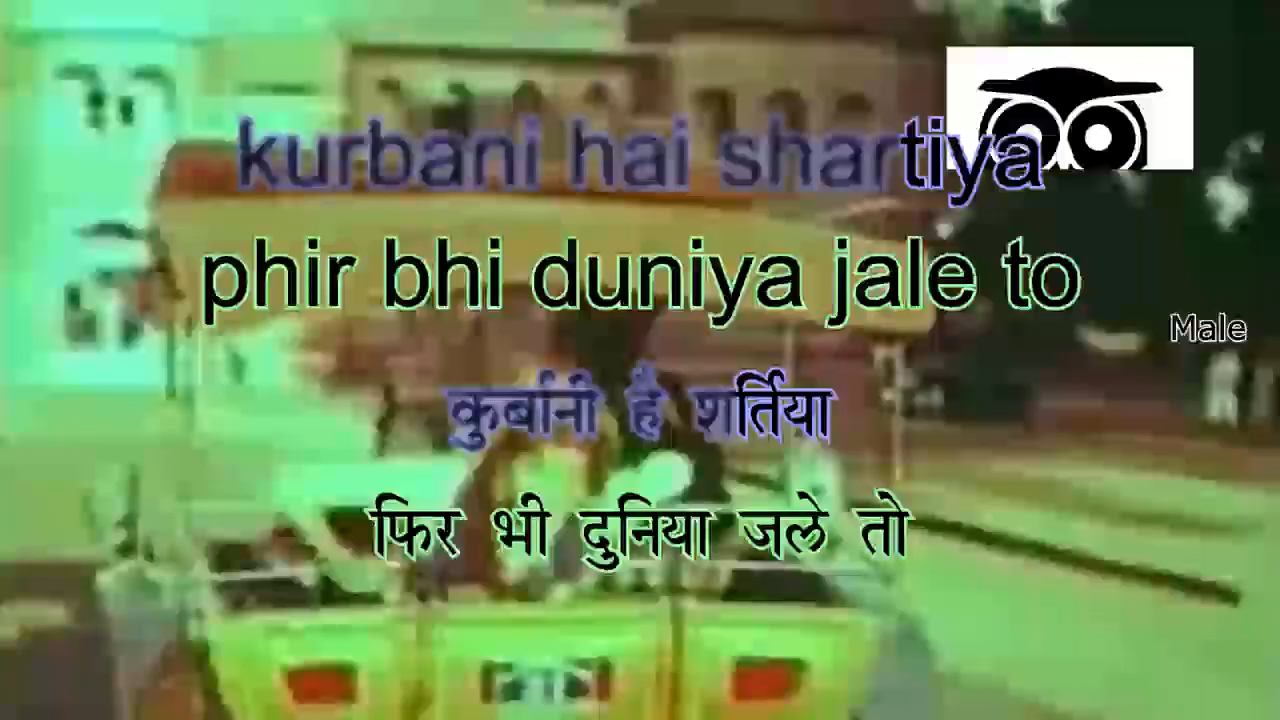 kurbani hai shartiya
phir bhi duniya jale to
Male
कुर्बानी है शर्तिया
फिर भी दुनिया जले तो